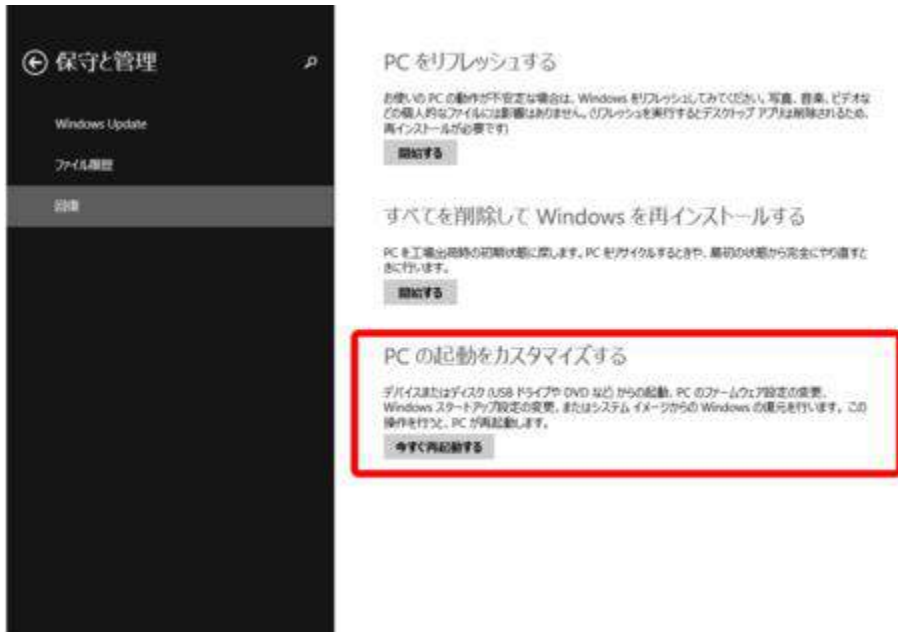 保守と管理
Windows Update
ファイル履歴
回復
PC をリフレッシュする
お使いの PC の動作が不安定な場合は、Windows をリフレッシュしてみてください。写真、音楽、ビデオな
どの個人的なファイルには影響はありません。(リフレッシュを実行するとデスクトップ アプリは削除されるため、
再インストールが必要です)
開始する
すべてを削除して Windows を再インストールする
PC を工場出荷時の初期状態に戻します。PC をリサイクルするときや、最初の状態から完全にやり直すと
きに行います。
開始する
PC の起動をカスタマイズする
デバイスまたはディスク (USB ドライブや DVD など) からの起動、PC のファームウェア設定の変更、
Windows スタートアップ設定の変更、またはシステム イメージからの Windows の復元を行います。この
操作を行うと、PC が再起動します。
今すぐ再起動する